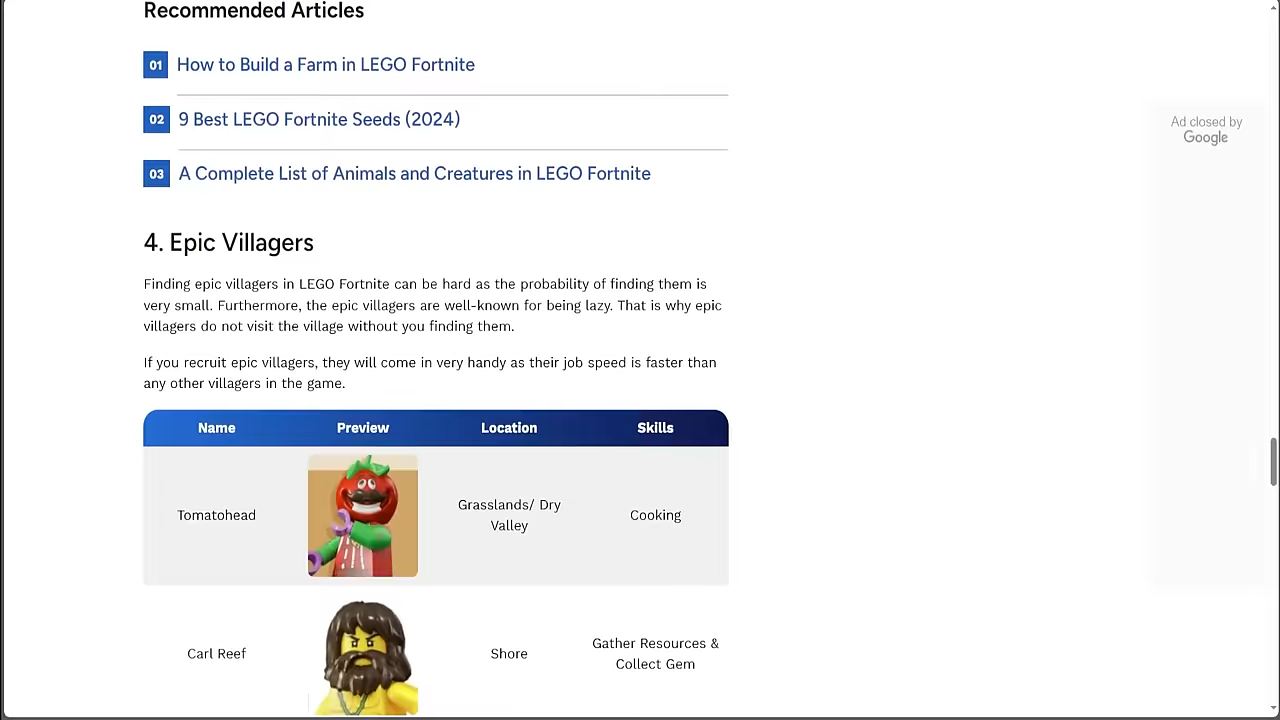 Recommended Articles
01 How to Build a Farm in LEGO Fortnite
02 9 Best LEGO Fortnite Seeds (2024)
03 A Complete List of Animals and Creatures in LEGO Fortnite
Ad closed by
Google
4. Epic Villagers
Finding epic villagers in LEGO Fortnite can be hard as the probability of finding them is
very small. Furthermore, the epic villagers are well-known for being lazy. That is why epic
villagers do not visit the village without you finding them.
If you recruit epic villagers, they will come in very handy as their job speed is faster than
any other villagers in the game.
Name Preview Location Skills
Tomatohead
Grasslands/ Dry
Valley
Cooking
Carl Reef
Shore
Gather Resources &
Collect Gem